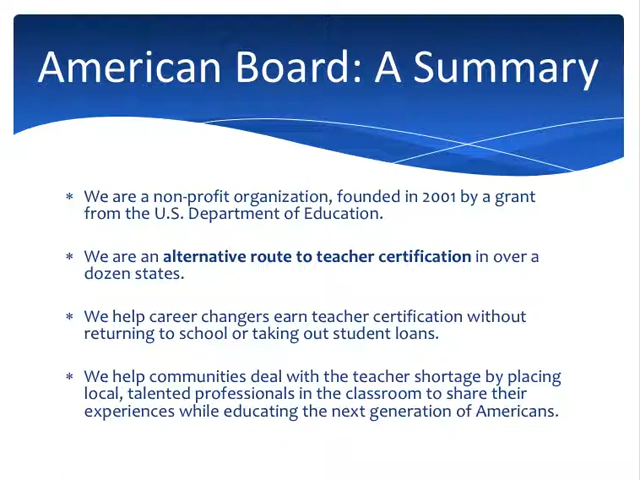 American Board: A Summary
* We are a non-profit organization, founded in 2001 by a grant
from the U.S. Department of Education.
* We are an alternative route to teacher certification in over a
dozen states.
* We help career changers earn teacher certification without
returning to school or taking out student loans.
* We help communities deal with the teacher shortage by placing
local, talented professionals in the classroom to share their
experiences while educating the next generation of Americans.